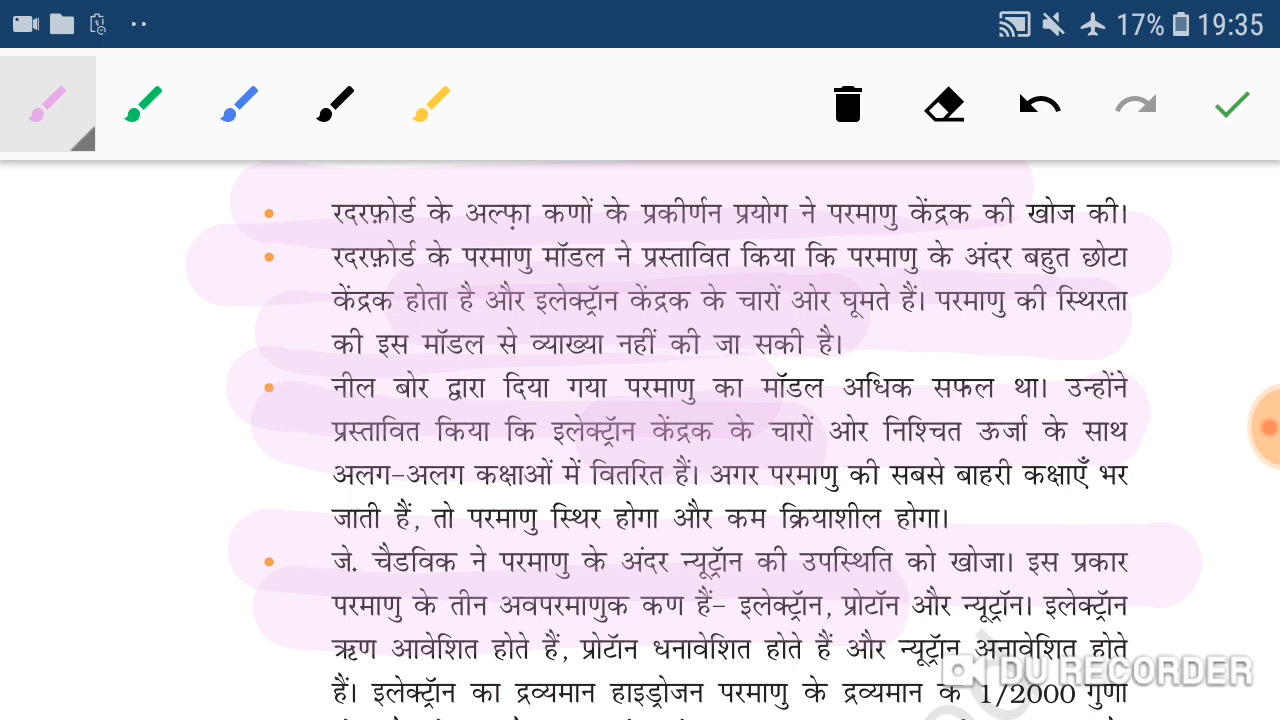 17% 19:35
रदरफ़ोर्ड के अल्फ़ा कणों के प्रकीर्णन प्रयोग ने परमाणु केंद्रक की खोज की।
रदरफ़ोर्ड के परमाणु मॉडल ने प्रस्तावित किया कि परमाणु के अंदर बहुत छोटा
केंद्रक होता है और इलेक्ट्रॉन केंद्रक के चारों ओर घूमते हैं। परमाणु की स्थिरता
की इस मॉडल से व्याख्या नहीं की जा सकी है।
नील बोर द्वारा दिया गया परमाणु का मॉडल अधिक सफल था। उन्होंने
प्रस्तावित किया कि इलेक्ट्रॉन केंद्रक के चारों ओर निश्चित ऊर्जा के साथ
अलग-अलग कक्षाओं में वितरित हैं। अगर परमाणु की सबसे बाहरी कक्षाएँ भर
जाती हैं, तो परमाणु स्थिर होगा और कम क्रियाशील होगा।
जे. चैडविक ने परमाणु के अंदर न्यूट्रॉन की उपस्थिति को खोजा। इस प्रकार
परमाणु के तीन अवपरमाणुक कण हैं- इलेक्ट्रॉन, प्रोटॉन और न्यूट्रॉन। इलेक्ट्रॉन
ऋण आवेशित होते हैं, प्रोटॉन धनावेशित होते हैं और न्यूट्रॉन अनावेशित होते
DU RECORDER
हैं। इलेक्ट्रॉन का द्रव्यमान हाइड्रोजन परमाणु के द्रव्यमान के 1/2000 गुणा